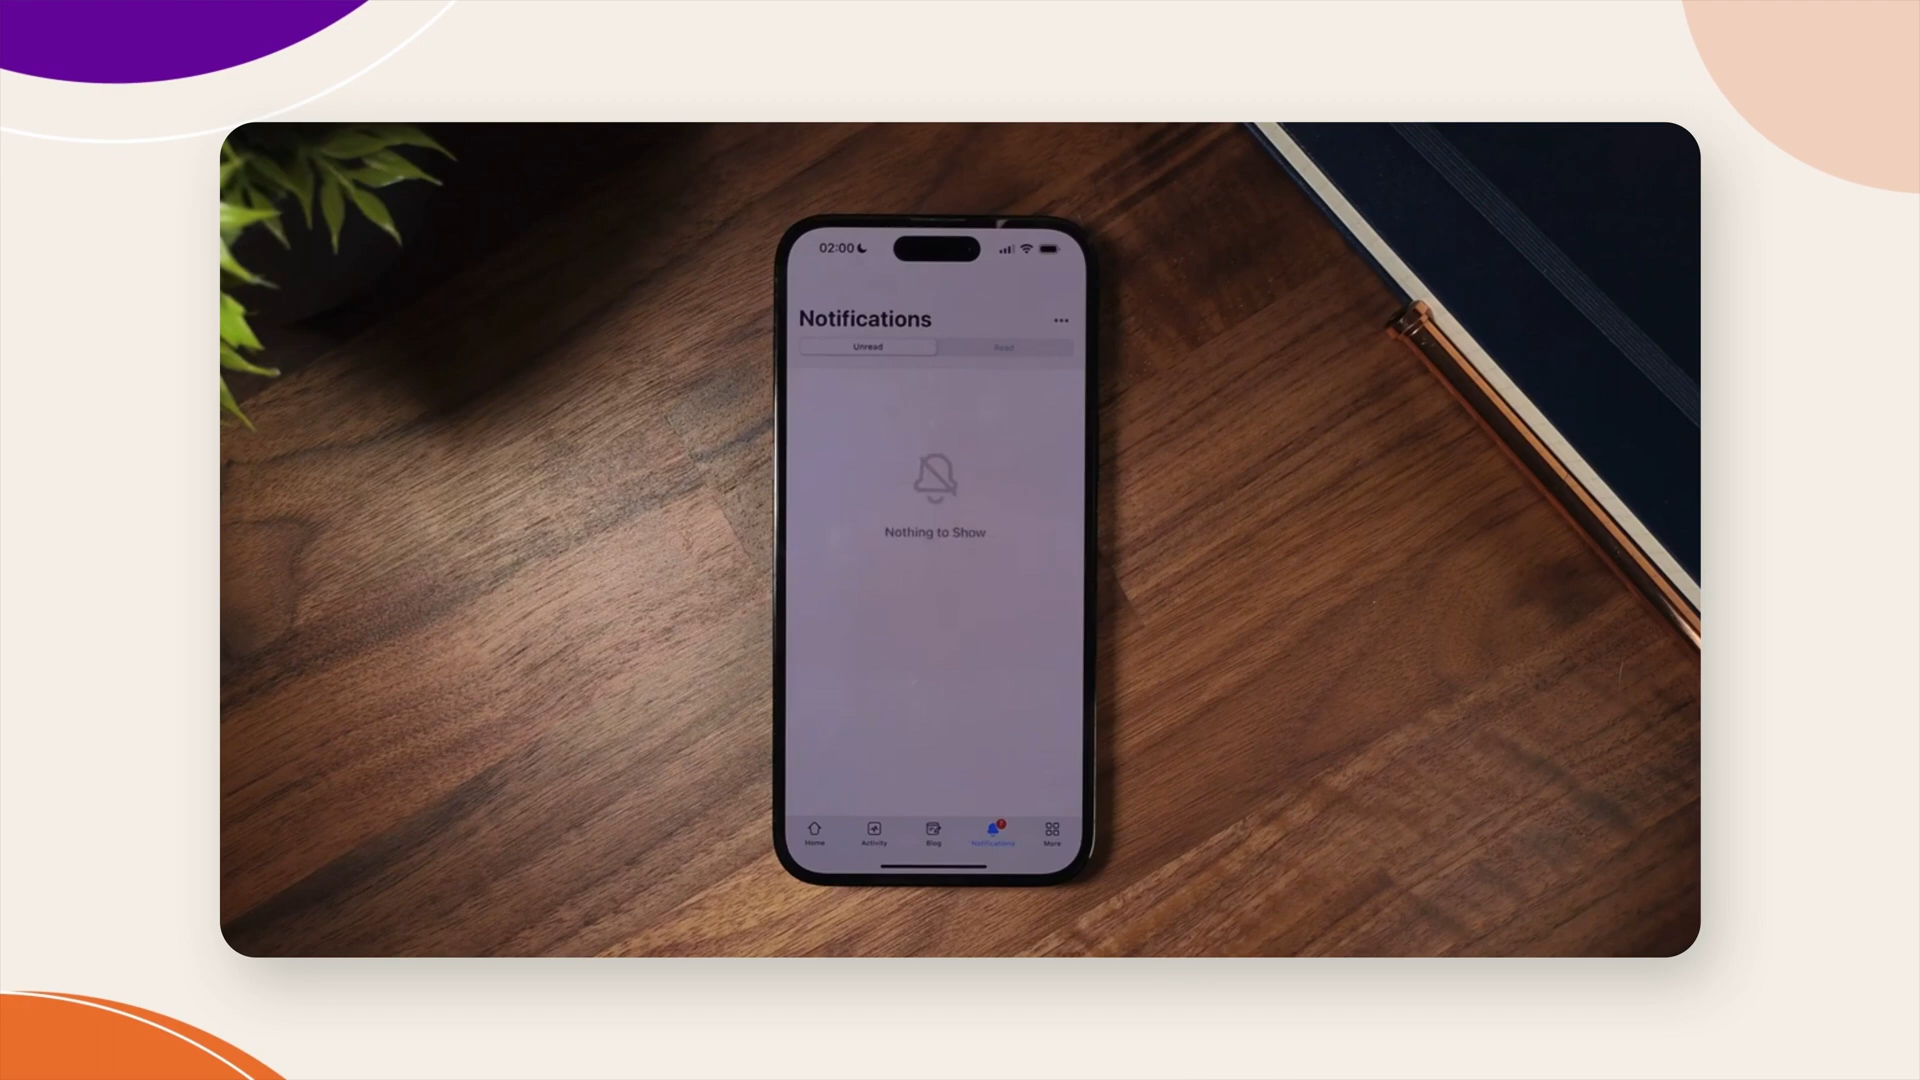 02:00
Notifications
Unread
Read
Nothing to Show
Home
Activity
Blog
Notifications
More